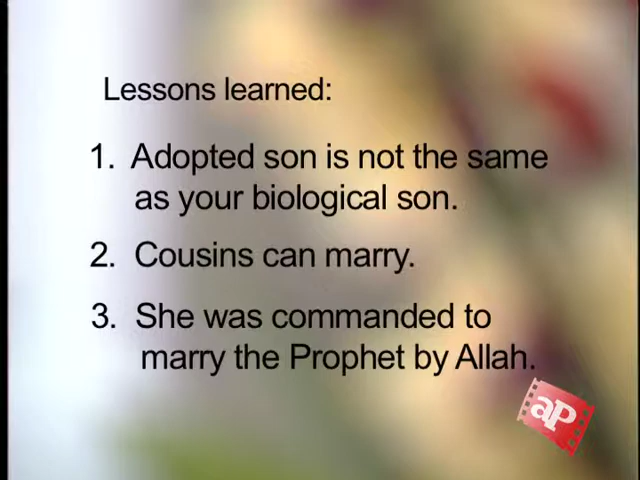 Lessons learned:
1. Adopted son is not the same
as your biological son.
2. Cousins can marry.
3. She was commanded to
marry the Prophet by Allah.
aP